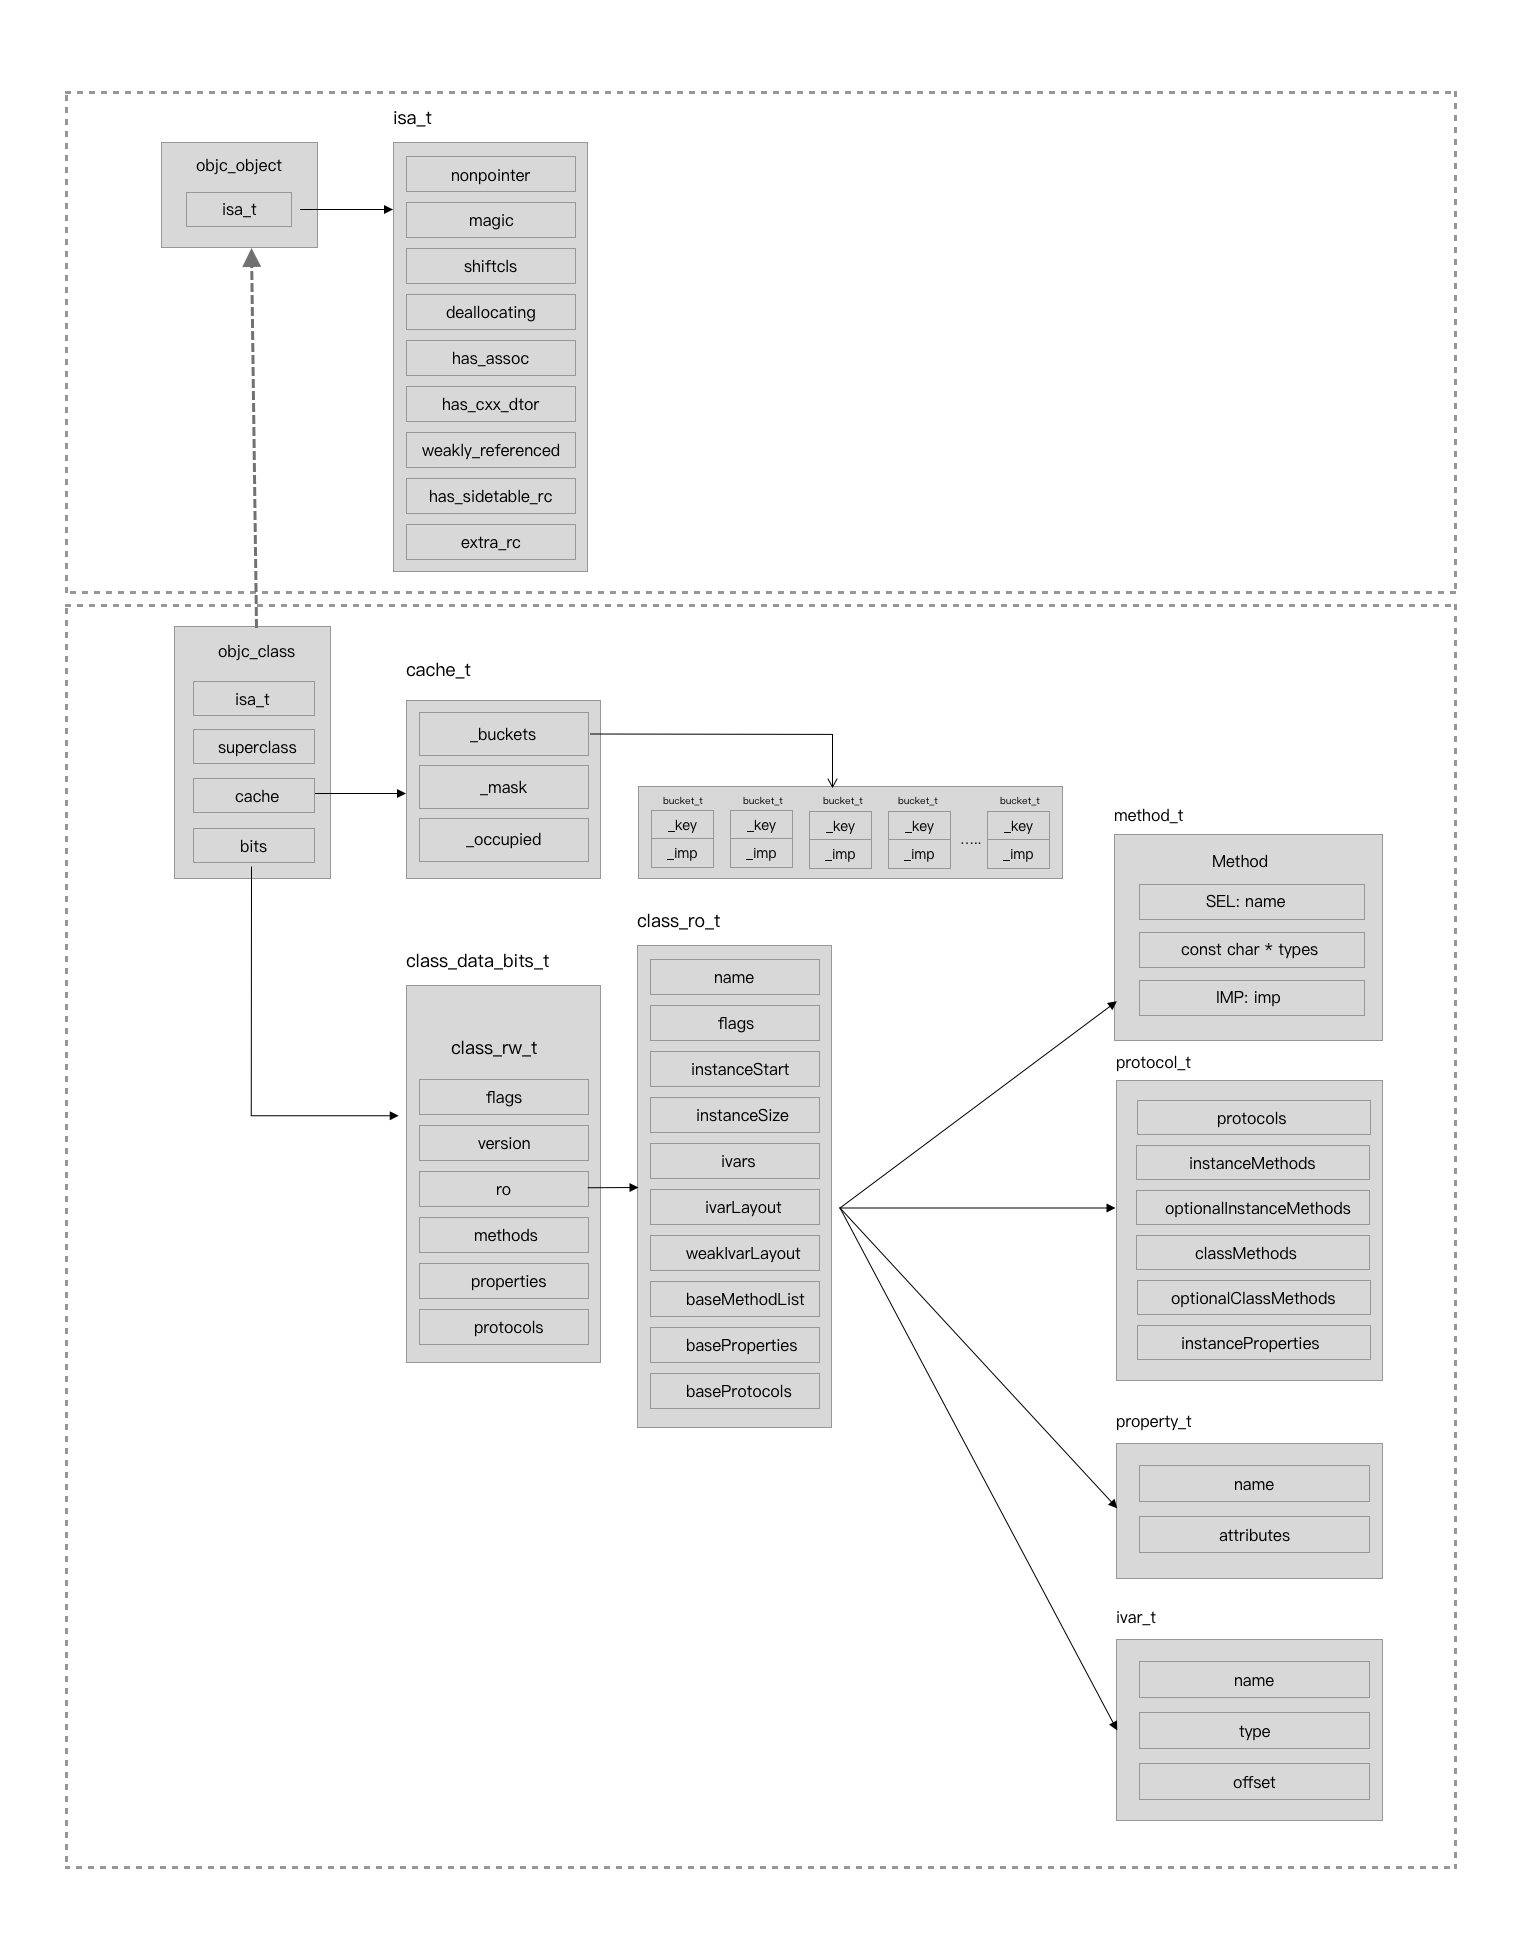 isa_t
objc_object
isa_t
nonpointer
magic
shiftcls
deallocating
has_assoc
has_cxx_dtor
weakly_referenced
has_sidetable_rc
extra_rc
objc_class
isa_t
superclass
cache
bits
cache_t
_buckets
_mask
_occupied
bucket_t bucket_t bucket_t bucket_t bucket_t
_key _key _key _key _key
.....
_imp _imp _imp _imp _imp
class_data_bits_t
class_rw_t
flags
version
ro
methods
properties
protocols
class_ro_t
name
flags
instanceStart
instanceSize
ivars
ivarLayout
weakIvarLayout
baseMethodList
baseProperties
baseProtocols
method_t
Method
SEL: name
const char * types
IMP: imp
protocol_t
protocols
instanceMethods
optionalInstanceMethods
classMethods
optionalClassMethods
instanceProperties
property_t
name
attributes
ivar_t
name
type
offset